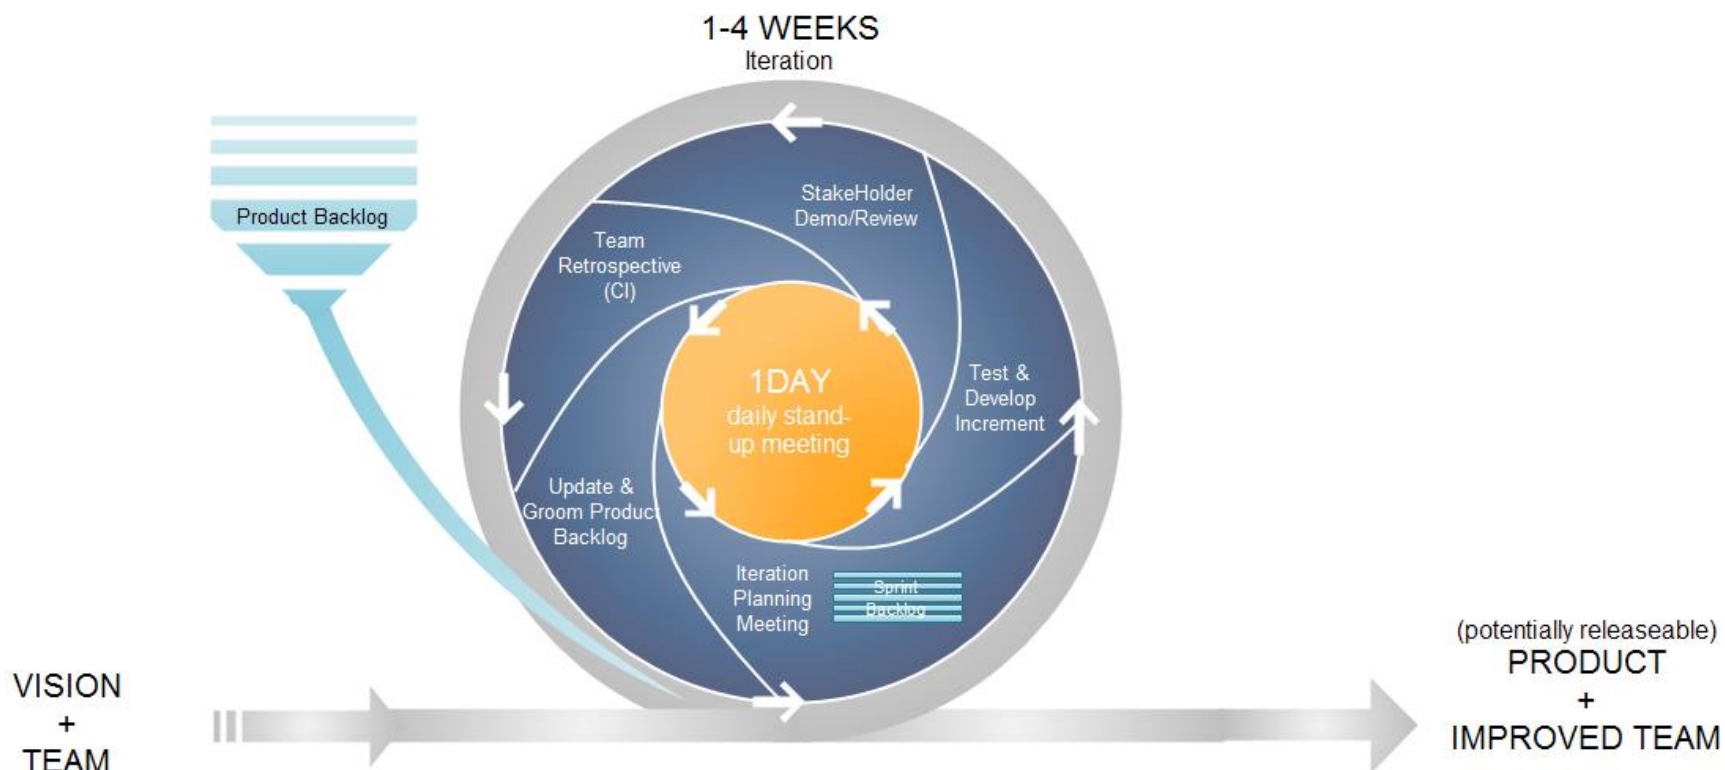 1-4 WEEKS
Iteration
Product Backlog
StakeHolder
Demo/Review
Team
Retrospective
(CI)
Test &
Develop
Increment
1DAY
daily stand-
up meeting
Update &
Groom Product
Backlog
Iteration
Planning
Meeting
Sprint
Backlog
VISION
+
TEAM
(potentially releaseable)
PRODUCT
+
IMPROVED TEAM